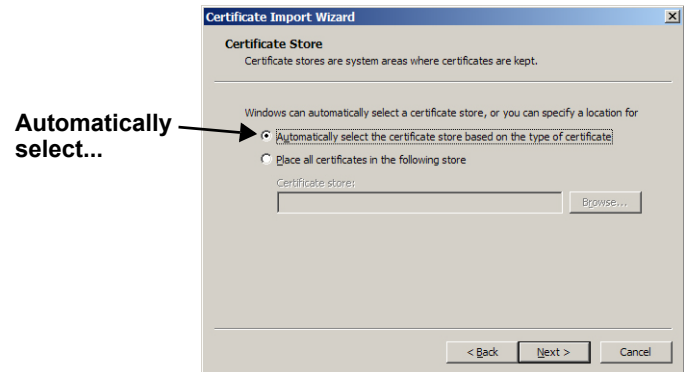 Certificate Import Wizard
Certificate Store
Certificate stores are system areas where certificates are kept.
Windows can automatically select a certificate store, or you can specify a location for
Automatically select...
Automatically select the certificate store based on the type of certificate
Place all certificates in the following store
Certificate store:
Browse...
< Back
Next >
Cancel